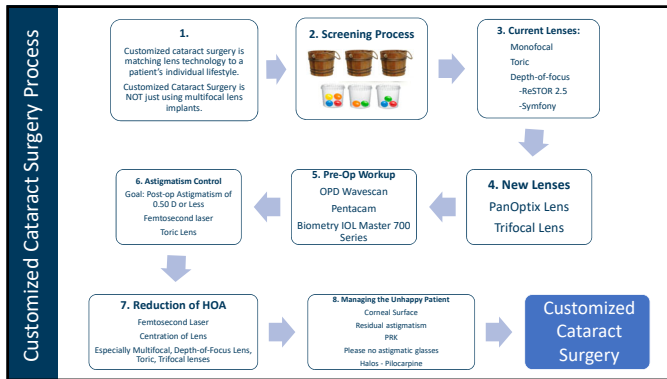 Customized Cataract Surgery Process
1.
Customized cataract surgery is
matching lens technology to a
patient's individual lifestyle.
Customized Cataract Surgery is
NOT just using multifocal lens
implants.
2. Screening Process
3. Current Lenses:
Monofocal
Toric
Depth-of-focus
-ReSTOR 2.5
-Symfony
4. New Lenses
PanOptix Lens
Trifocal Lens
5. Pre-Op Workup
OPD Wavescan
Pentacam
Biometry IOL Master 700
Series
6. Astigmatism Control
Goal: Post-op Astigmatism of
0.50 D or Less
Femtosecond laser
Toric Lens
7. Reduction of HOA
Femtosecond Laser
Centration of Lens
Especially Multifocal, Depth-of-Focus Lens,
Toric, Trifocal lenses
8. Managing the Unhappy Patient
Corneal Surface
Residual astigmatism
PRK
Please no astigmatic glasses
Halos - Pilocarpine
Customized
Cataract
Surgery